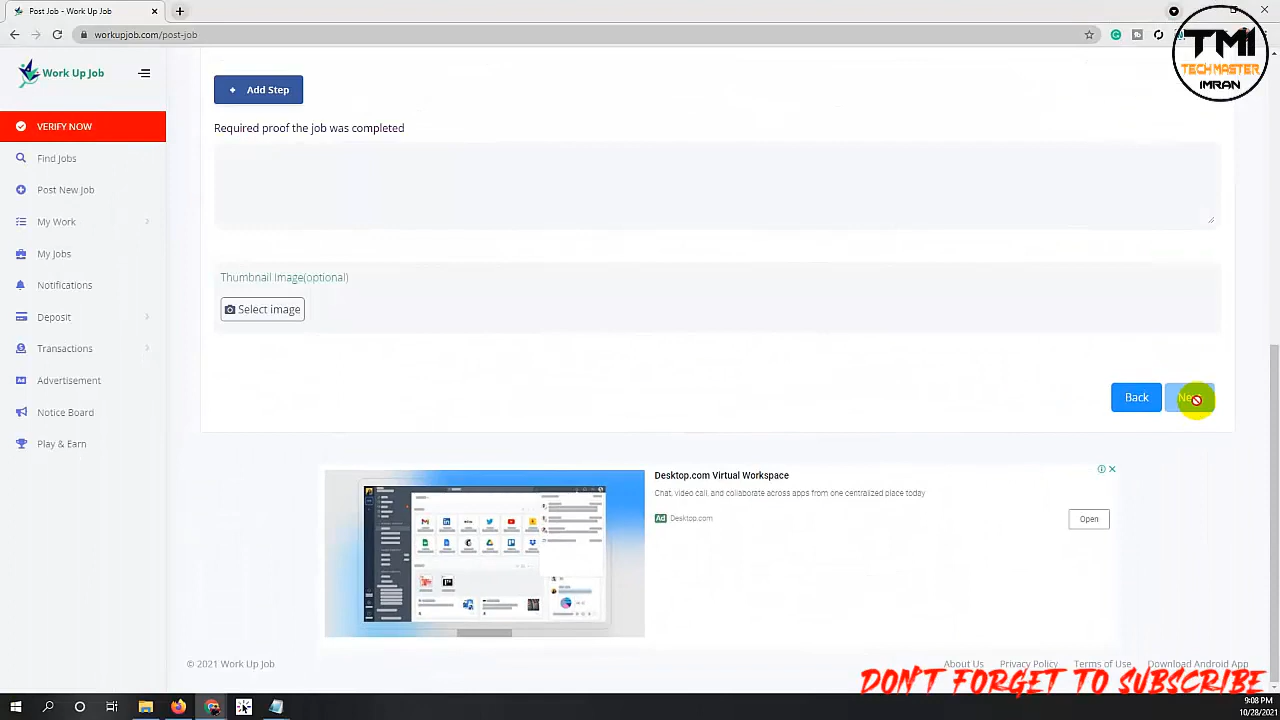 Post Job - Work Up Job
workupjob.com/post-job
TMI
TECH MASTER
IMRAN
Work Up Job
VERIFY NOW
Find Jobs
Post New Job
My Work
My Jobs
Notifications
Deposit
Transactions
Advertisement
Notice Board
Play & Earn
+ Add Step
Required proof the job was completed
Thumbnail Image(optional)
Select image
Back
Desktop.com Virtual Workspace
Chat, video call, and collaborate across apps from one centralized place today
Ad Desktop.com
Open
© 2021 Work Up Job
About Us Privacy Policy Terms of Use Download Android App
DON'T FORGET TO SUBSCRIBE
9:08 PM
10/28/2021